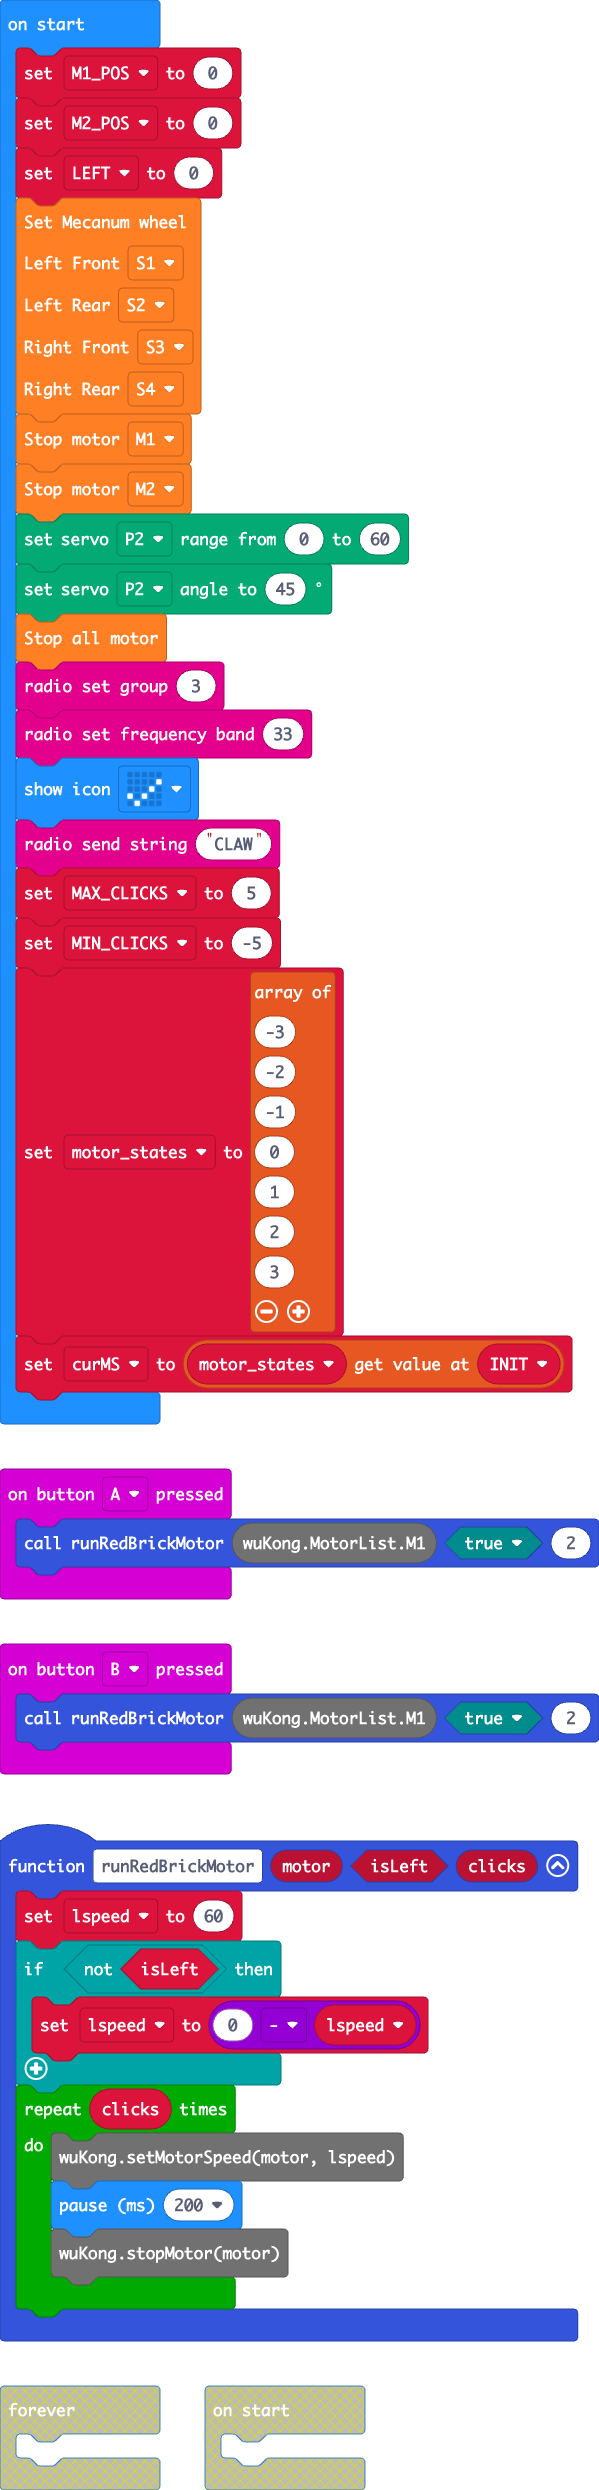 on start
set M1_POS to 0
set M2_POS to 0
set LEFT to 0
Set Mecanum wheel
Left Front S1
Left Rear S2
Right Front S3
Right Rear S4
Stop motor M1
Stop motor M2
set servo P2 range from 0 to 60
set servo P2 angle to 45 °
Stop all motor
radio set group 3
radio set frequency band 33
show icon
radio send string "CLAW"
set MAX_CLICKS to 5
set MIN_CLICKS to -5
array of
-3
-2
-1
set motor_states to 0
1
2
3
set curMS to motor_states get value at INIT
on button A pressed
call runRedBrickMotor wuKong.MotorList.M1 true 2
on button B pressed
call runRedBrickMotor wuKong.MotorList.M1 true 2
function runRedBrickMotor motor isLeft clicks
set lspeed to 60
if not isLeft then
set lspeed to 0 - lspeed
repeat clicks times
do
wuKong.setMotorSpeed(motor, lspeed)
pause (ms) 200
wuKong.stopMotor(motor)
forever on start